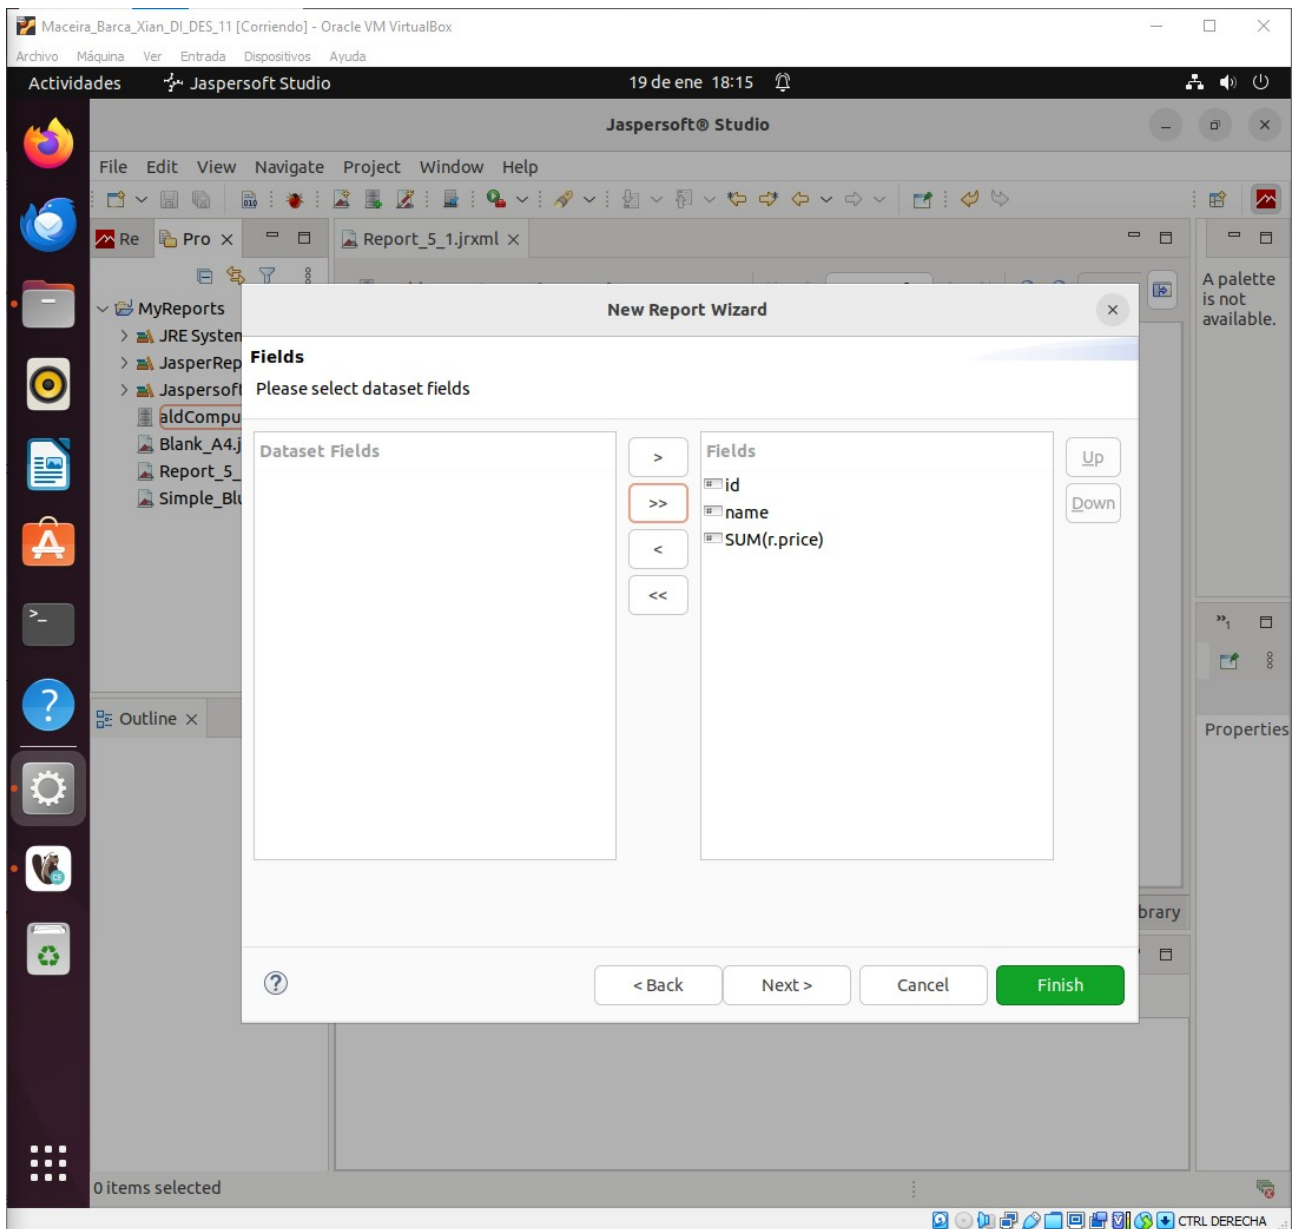 Maceira_Barca_Xian_DI_DES_11 [Corriendo] - Oracle VM VirtualBox
Archivo Máquina Ver Entrada Dispositivos Ayuda
Actividades Jaspersoft Studio 19 de ene 18:15
Jaspersoft® Studio
File Edit View Navigate Project Window Help
Re Pro Report_5_1.jrxml
A palette
is not
available.
MyReports
JRE System
JasperRep
Jaspersoft
aldCompu
Blank_A4.j
Report_5_
Simple_Blu
New Report Wizard
Fields
Please select dataset fields
Dataset Fields
>
>>
<
<<
Fields
id
name
SUM(r.price)
Up
Down
Outline
Properties
brary
< Back Next > Cancel Finish
0 items selected
CTRL DERECHA